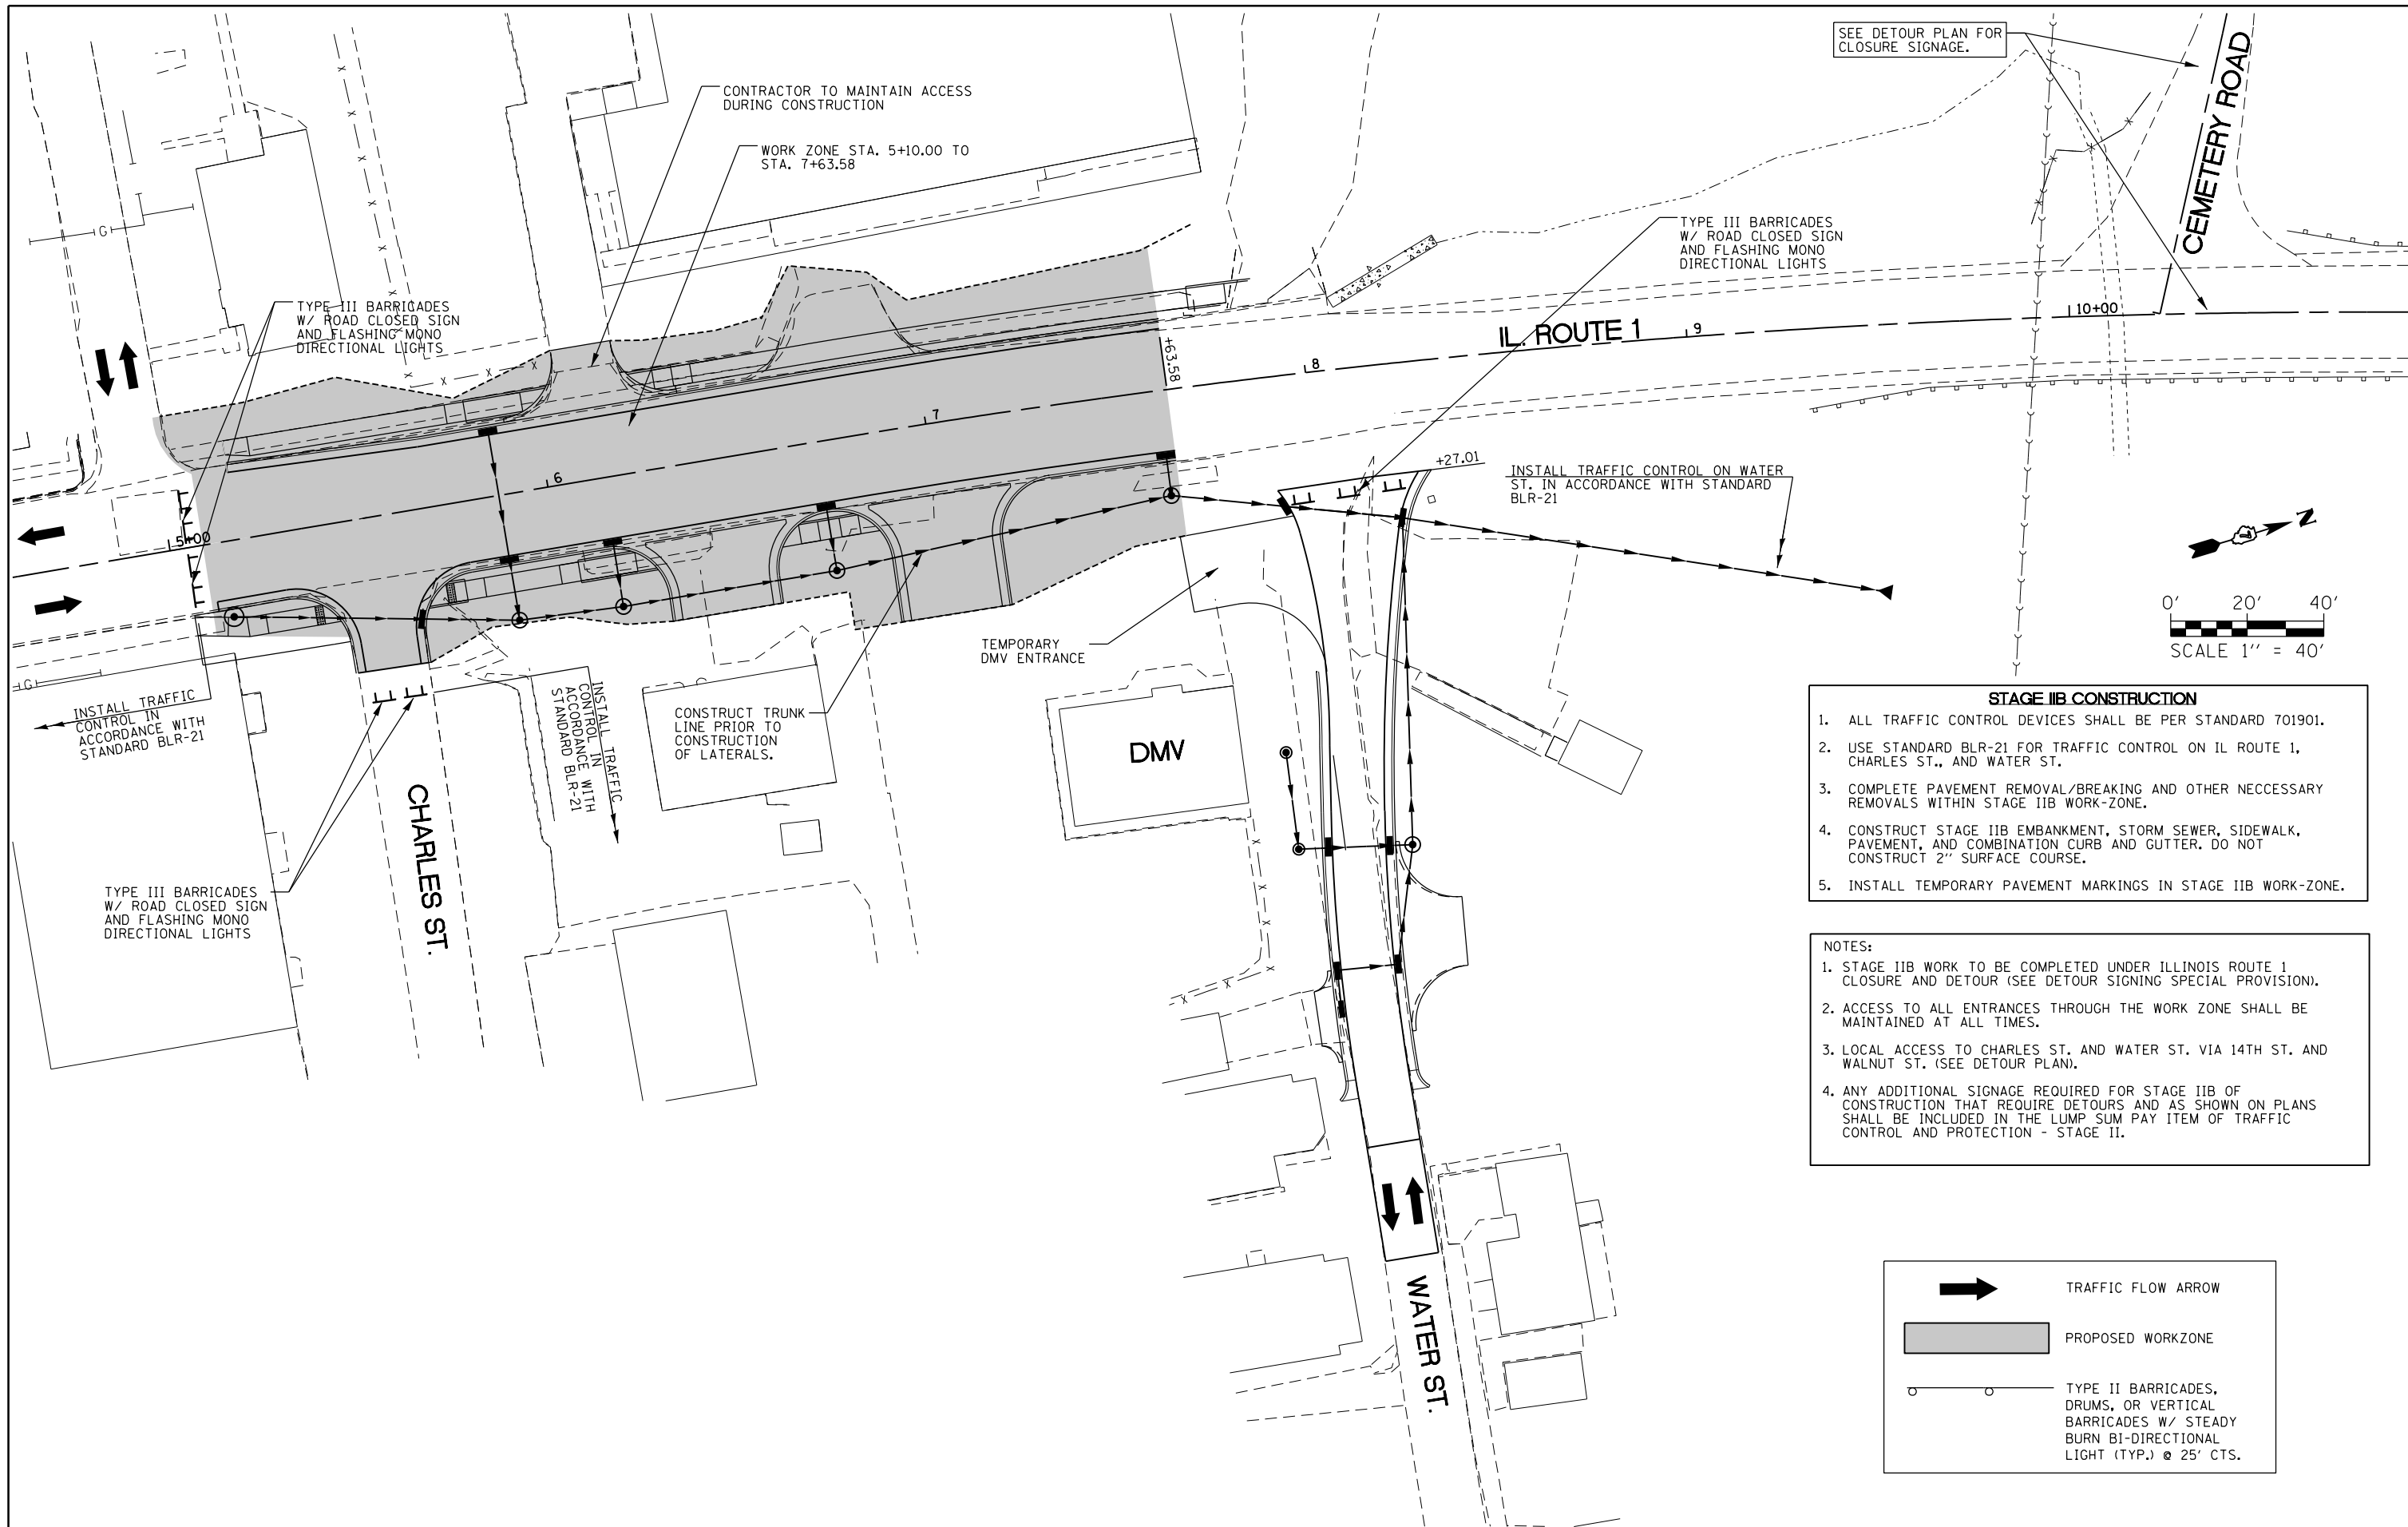 SEE DETOUR PLAN FOR
CLOSURE SIGNAGE.
CEMETERY ROAD
CONTRACTOR TO MAINTAIN ACCESS
DURING CONSTRUCTION
WORK ZONE STA. 5+10.00 TO
STA. 7+63.58
TYPE III BARRICADES
W/ ROAD CLOSED SIGN
AND FLASHING MONO
DIRECTIONAL LIGHTS
G
TYPE III BARRICADES
W/ ROAD CLOSED SIGN
AND FLASHING MONO
DIRECTIONAL LIGHTS
IL. ROUTE 1
5+00
6
7
+63.58
8
9
10+00
+27.01
INSTALL TRAFFIC CONTROL ON WATER
ST. IN ACCORDANCE WITH STANDARD
BLR-21
N
0' 20' 40'
SCALE 1'' = 40'
TEMPORARY
DMV ENTRANCE
G
INSTALL TRAFFIC
CONTROL IN
ACCORDANCE WITH
STANDARD BLR-21
INSTALL TRAFFIC
CONTROL IN
ACCORDANCE WITH
STANDARD BLR-21
CONSTRUCT TRUNK
LINE PRIOR TO
CONSTRUCTION
OF LATERALS.
DMV
TYPE III BARRICADES
W/ ROAD CLOSED SIGN
AND FLASHING MONO
DIRECTIONAL LIGHTS
CHARLES ST.
WATER ST.
STAGE IIB CONSTRUCTION
1. ALL TRAFFIC CONTROL DEVICES SHALL BE PER STANDARD 701901.
2. USE STANDARD BLR-21 FOR TRAFFIC CONTROL ON IL ROUTE 1,
CHARLES ST., AND WATER ST.
3. COMPLETE PAVEMENT REMOVAL/BREAKING AND OTHER NECCESSARY
REMOVALS WITHIN STAGE IIB WORK-ZONE.
4. CONSTRUCT STAGE IIB EMBANKMENT, STORM SEWER, SIDEWALK,
PAVEMENT, AND COMBINATION CURB AND GUTTER. DO NOT
CONSTRUCT 2'' SURFACE COURSE.
5. INSTALL TEMPORARY PAVEMENT MARKINGS IN STAGE IIB WORK-ZONE.
NOTES:
1. STAGE IIB WORK TO BE COMPLETED UNDER ILLINOIS ROUTE 1
CLOSURE AND DETOUR (SEE DETOUR SIGNING SPECIAL PROVISION).
2. ACCESS TO ALL ENTRANCES THROUGH THE WORK ZONE SHALL BE
MAINTAINED AT ALL TIMES.
3. LOCAL ACCESS TO CHARLES ST. AND WATER ST. VIA 14TH ST. AND
WALNUT ST. (SEE DETOUR PLAN).
4. ANY ADDITIONAL SIGNAGE REQUIRED FOR STAGE IIB OF
CONSTRUCTION THAT REQUIRE DETOURS AND AS SHOWN ON PLANS
SHALL BE INCLUDED IN THE LUMP SUM PAY ITEM OF TRAFFIC
CONTROL AND PROTECTION - STAGE II.
TRAFFIC FLOW ARROW
PROPOSED WORKZONE
TYPE II BARRICADES,
DRUMS, OR VERTICAL
BARRICADES W/ STEADY
BURN BI-DIRECTIONAL
LIGHT (TYP.) @ 25' CTS.